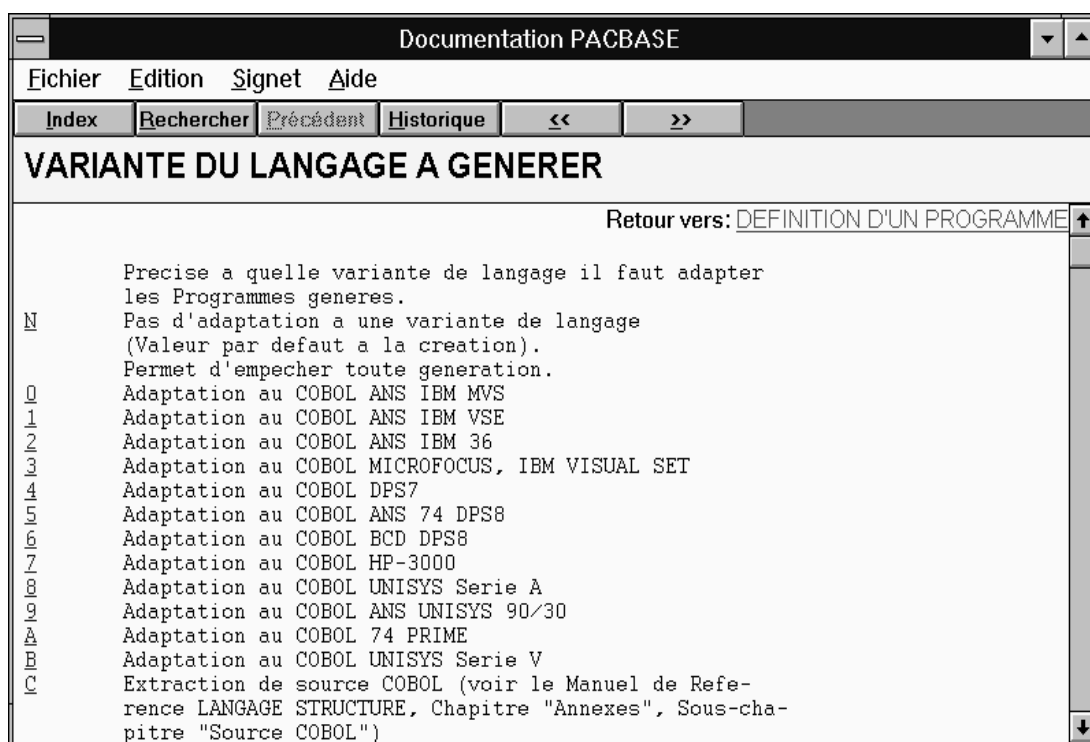 Documentation PACBASE
Fichier Edition Signet Aide
Index Rechercher Précédent Historique << >>
VARIANTE DU LANGAGE A GENERER
Retour vers: DEFINITION D'UN PROGRAMME
Precise a quelle variante de langage il faut adapter
les Programmes generes.
N Pas d'adaptation a une variante de langage
(Valeur par defaut a la creation).
Permet d'empecher toute generation.
0 Adaptation au COBOL ANS IBM MVS
1 Adaptation au COBOL ANS IBM VSE
2 Adaptation au COBOL ANS IBM 36
3 Adaptation au COBOL MICROFOCUS, IBM VISUAL SET
4 Adaptation au COBOL DPS7
5 Adaptation au COBOL ANS 74 DPS8
6 Adaptation au COBOL BCD DPS8
7 Adaptation au COBOL HP-3000
8 Adaptation au COBOL UNISYS Serie A
9 Adaptation au COBOL ANS UNISYS 90/30
A Adaptation au COBOL 74 PRIME
B Adaptation au COBOL UNISYS Serie V
C Extraction de source COBOL (voir le Manuel de Refe-
rence LANGAGE STRUCTURE, Chapitre "Annexes", Sous-cha-
pitre "Source COBOL")